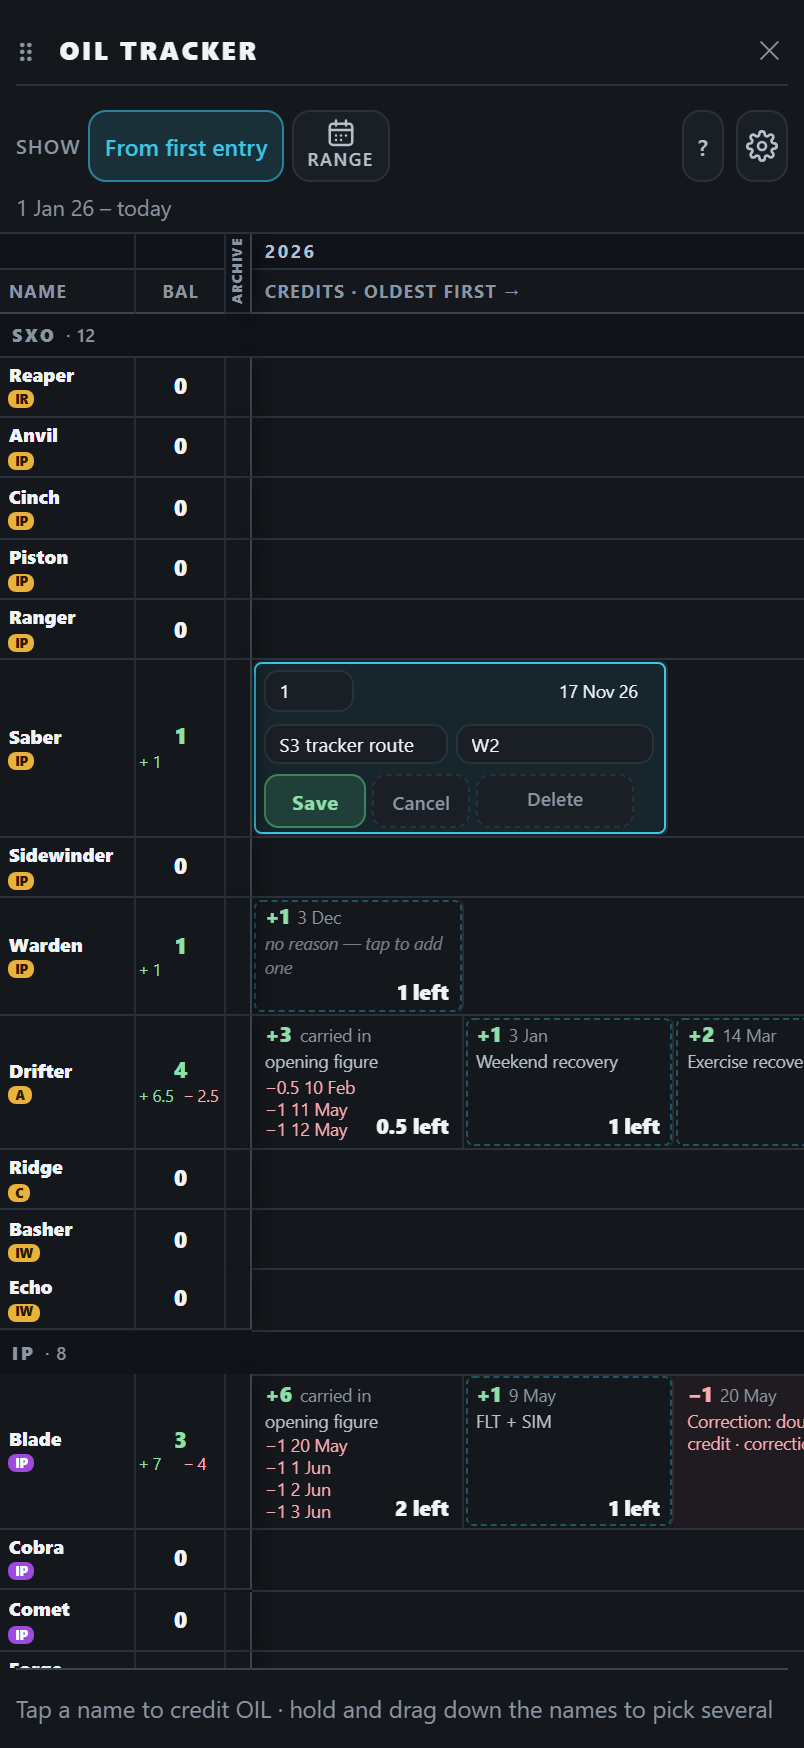 OIL TRACKER
SHOW From first entry RANGE ?
1 Jan 26 – today
ARCHIVE 2026
NAME BAL CREDITS · OLDEST FIRST →
SXO · 12
Reaper 0
IR
Anvil 0
IP
Cinch 0
IP
Piston 0
IP
Ranger 0
IP
1 17 Nov 26
Saber 1 S3 tracker route W2
IP + 1
Save Cancel Delete
Sidewinder 0
IP
+1 3 Dec
Warden 1 no reason — tap to add
IP + 1 one
1 left
+3 carried in +1 3 Jan +2 14 Mar
opening figure Weekend recovery Exercise recove
Drifter 4 −0.5 10 Feb
A + 6.5 − 2.5 −1 11 May
−1 12 May 0.5 left 1 left
Ridge 0
C
Basher 0
IW
Echo 0
IW
IP · 8
+6 carried in +1 9 May −1 20 May
opening figure FLT + SIM Correction: dou
Blade 3 −1 20 May credit · correctio
IP + 7 − 4 −1 1 Jun
−1 2 Jun
−1 3 Jun 2 left 1 left
Cobra 0
IP
Comet 0
IP
Tap a name to credit OIL · hold and drag down the names to pick several